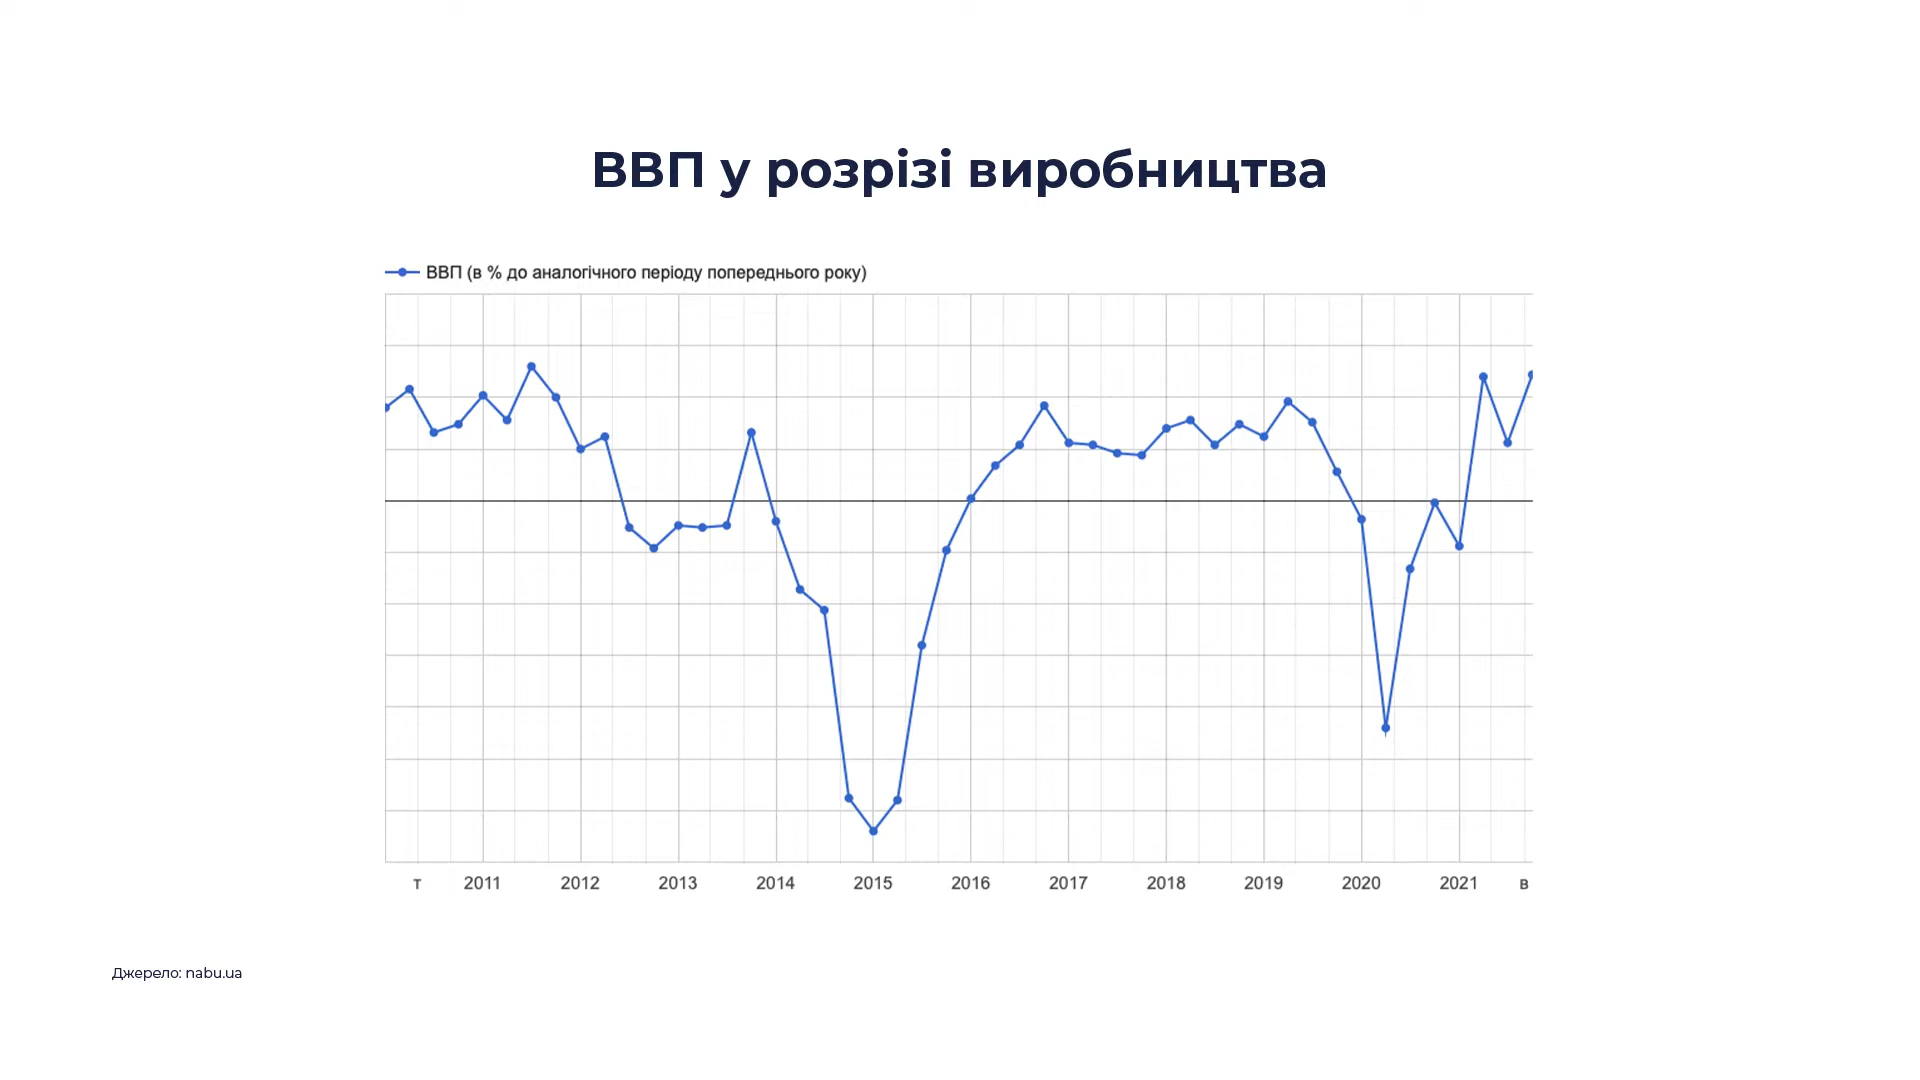 ВВП у розрізі виробництва
ВВП (в % до аналогічного періоду попереднього року)
т 2011 2012 2013 2014 2015 2016 2017 2018 2019 2020 2021 в
Джерело: nabu.ua